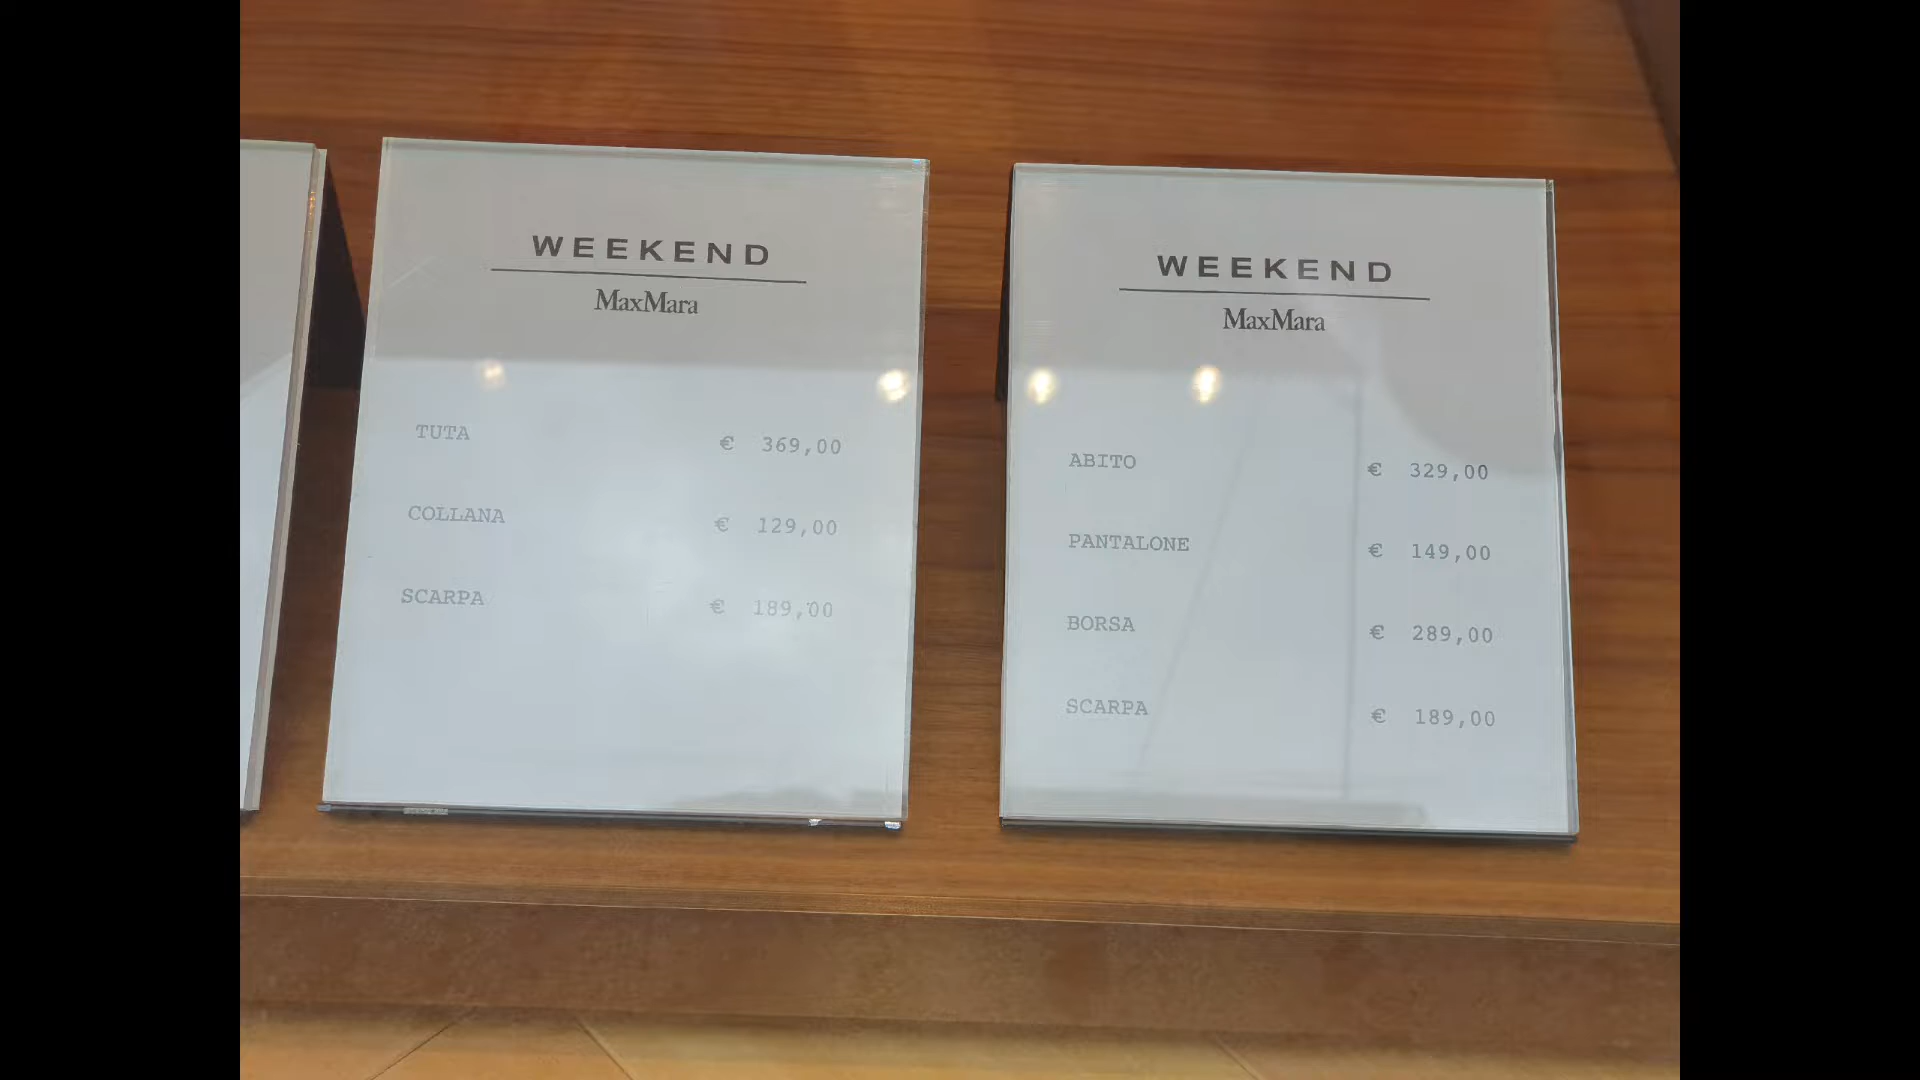 WEEKEND
MaxMara
TUTA € 369,00
COLLANA € 129,00
SCARPA € 189,00
WEEKEND
MaxMara
ABITO € 329,00
PANTALONE € 149,00
BORSA € 289,00
SCARPA € 189,00